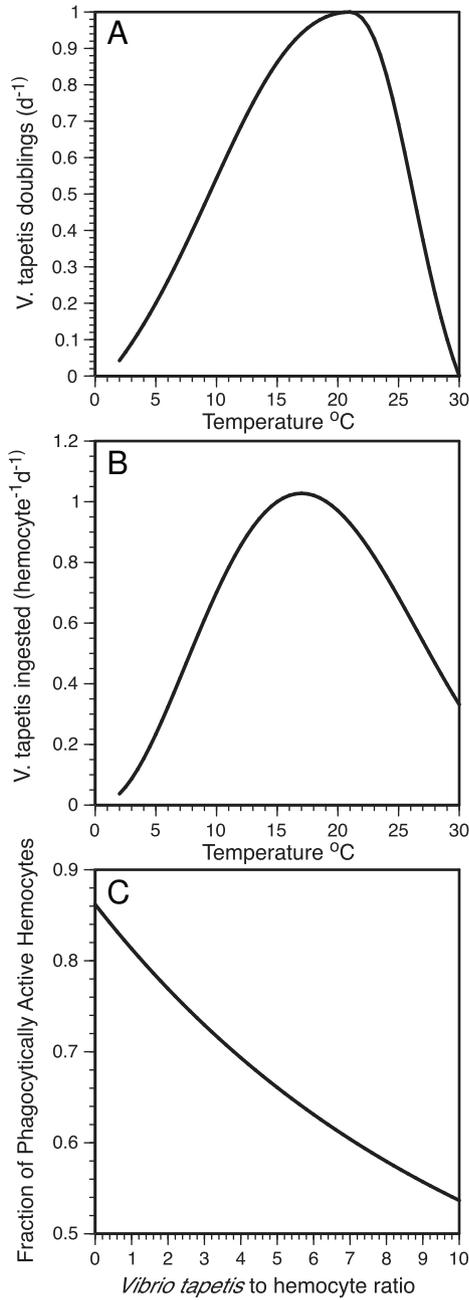 A
V. tapetis doublings (d-1)
1
0.9
0.8
0.7
0.6
0.5
0.4
0.3
0.2
0.1
0
0 5 10 15 20 25 30
Temperature oC
B
V. tapetis ingested (hemocyte-1d-1)
1.2
1
0.8
0.6
0.4
0.2
0
0 5 10 15 20 25 30
Temperature oC
C
Fraction of Phagocytically Active Hemocytes
0.9
0.8
0.7
0.6
0.5
0 1 2 3 4 5 6 7 8 9 10
Vibrio tapetis to hemocyte ratio